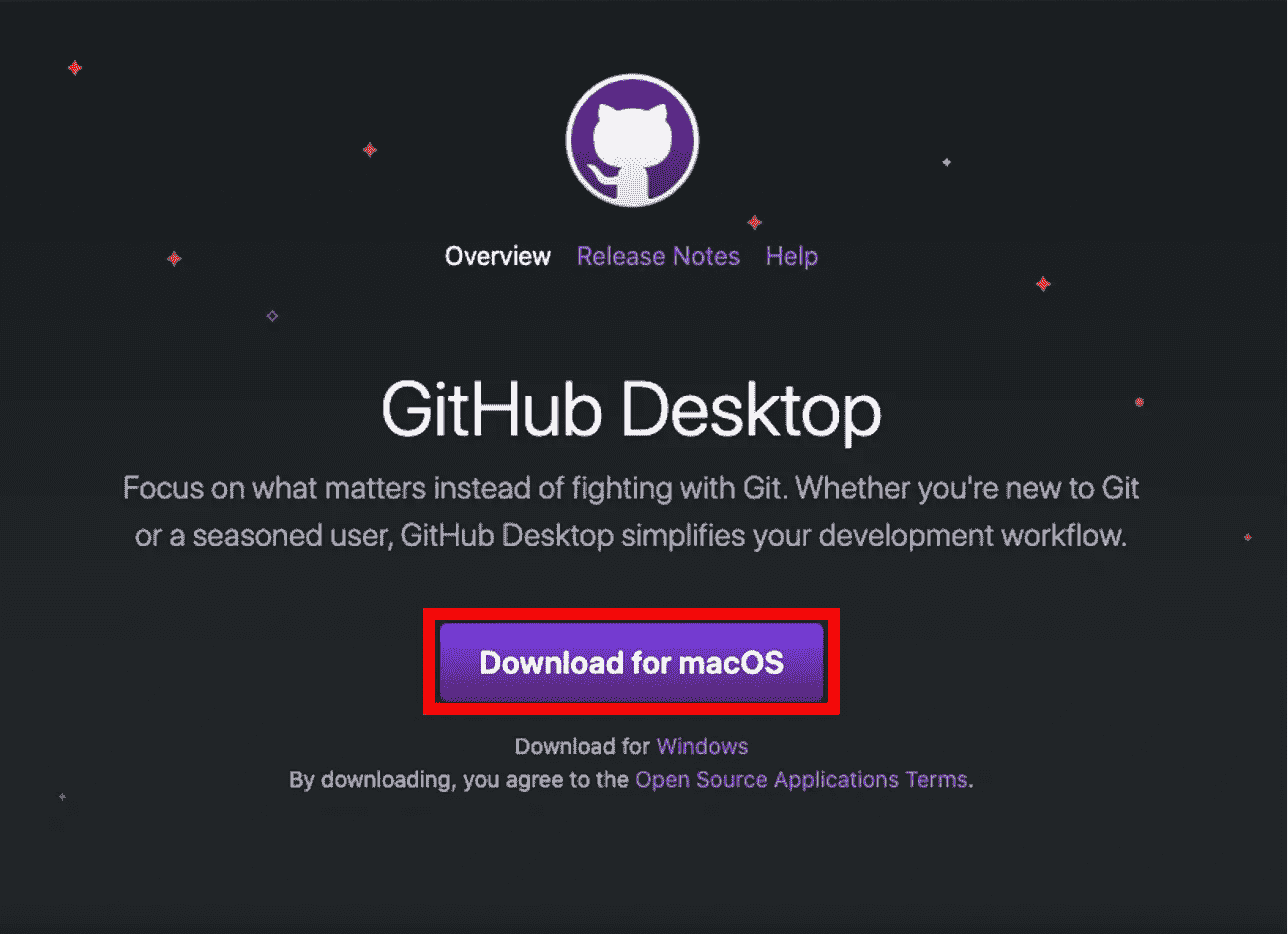 Overview Release Notes Help
GitHub Desktop
Focus on what matters instead of fighting with Git. Whether you're new to Git
or a seasoned user, GitHub Desktop simplifies your development workflow.
Download for macOS
Download for Windows
By downloading, you agree to the Open Source Applications Terms.